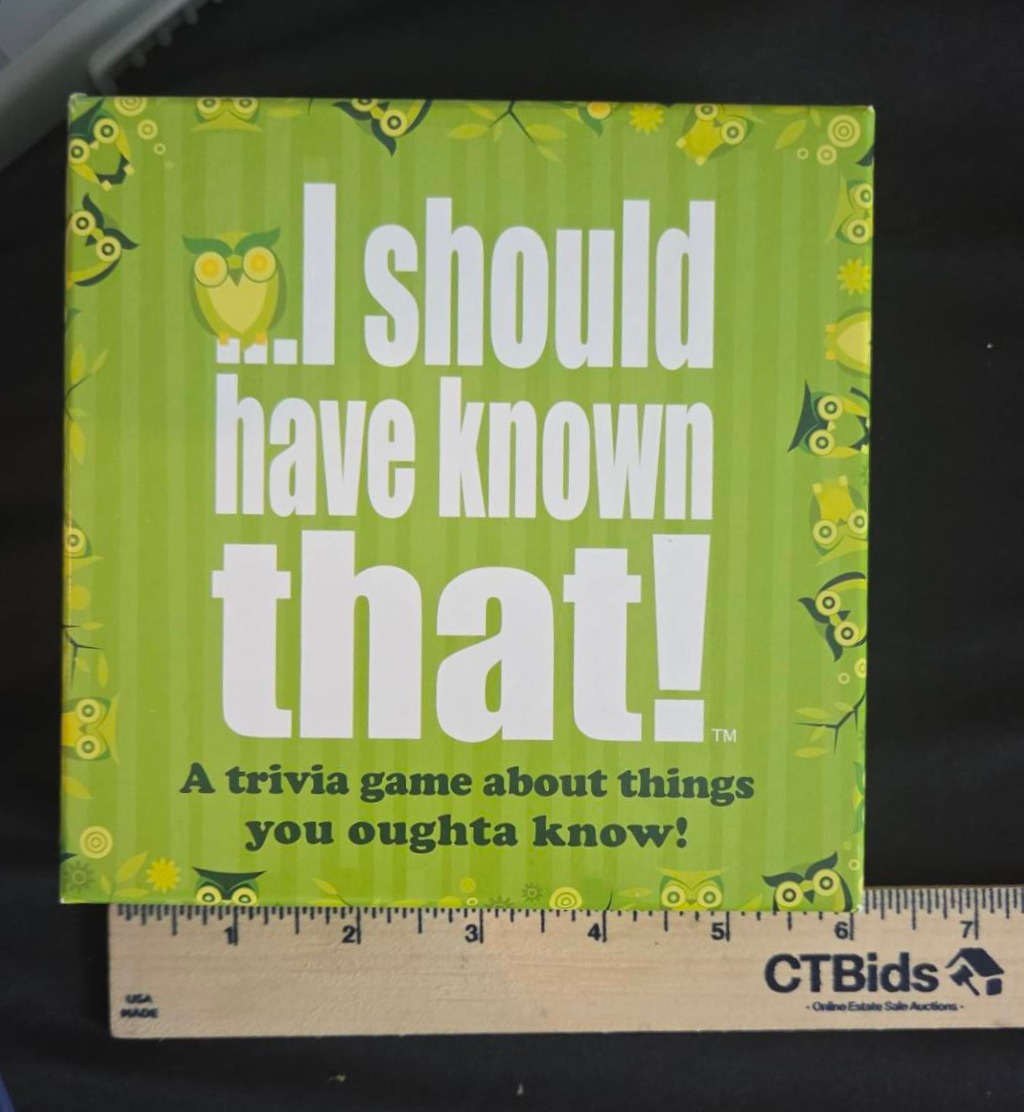 ...I should
have known
that!
TM
A trivia game about things
you oughta know!
1 2 3 4 5 6 7
CTBids
- Online Estate Sale Auctions -
USA
MADE